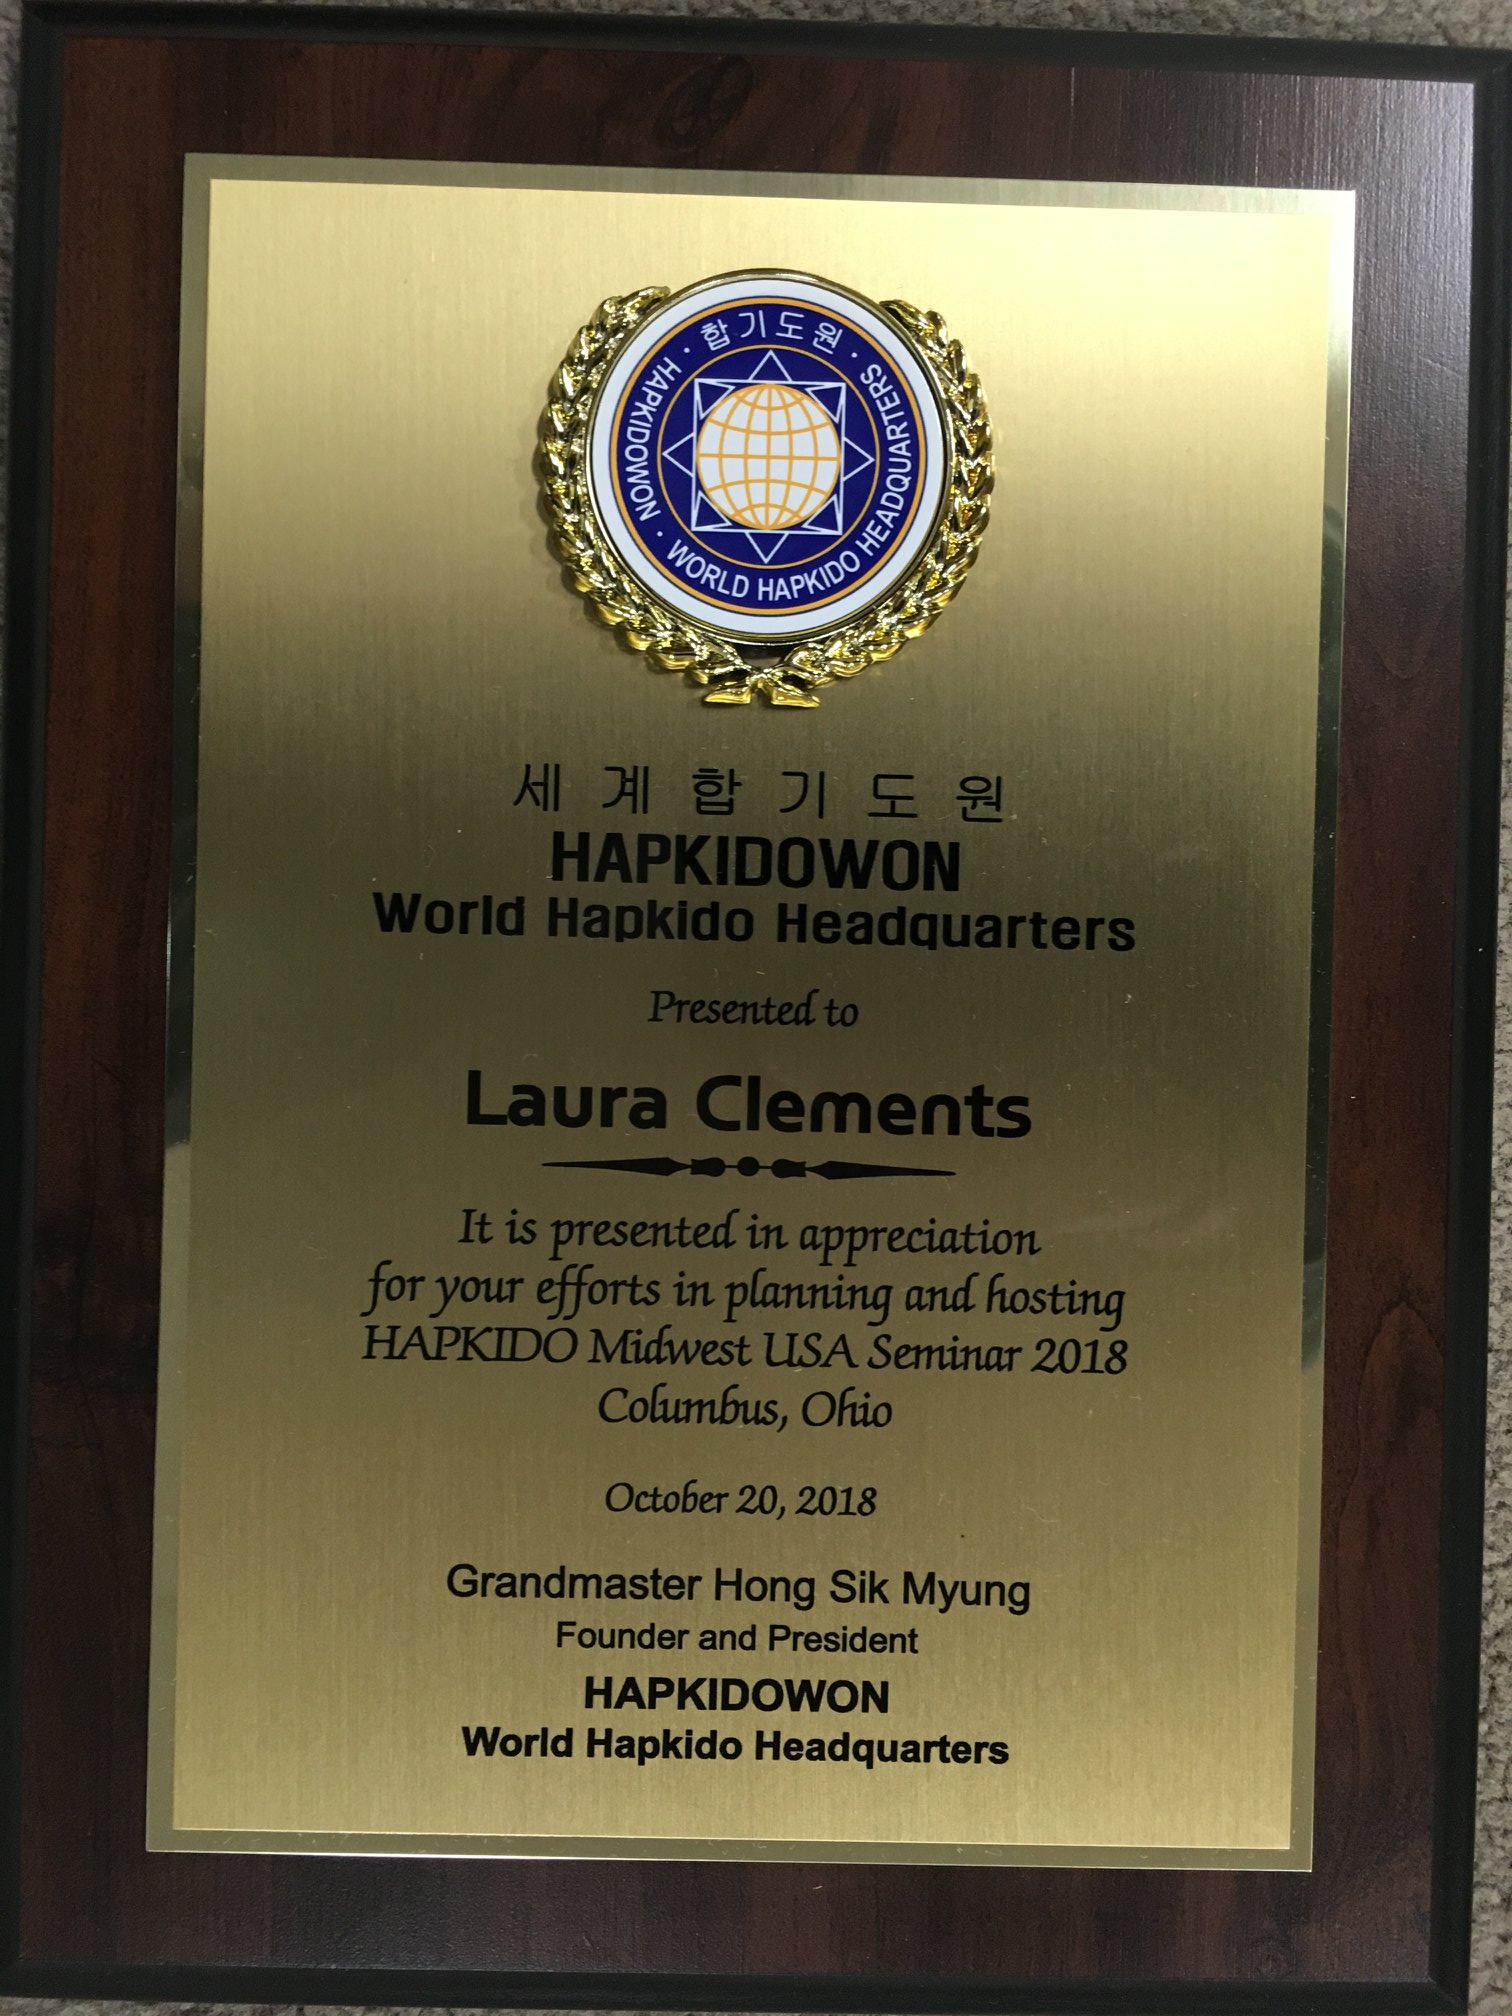 · 합기도원 ·
HAPKIDOWON · WORLD HAPKIDO HEADQUARTERS
세계합기도원
HAPKIDOWON
World Hapkido Headquarters
Presented to
Laura Clements
It is presented in appreciation
for your efforts in planning and hosting
HAPKIDO Midwest USA Seminar 2018
Columbus, Ohio
October 20, 2018
Grandmaster Hong Sik Myung
Founder and President
HAPKIDOWON
World Hapkido Headquarters